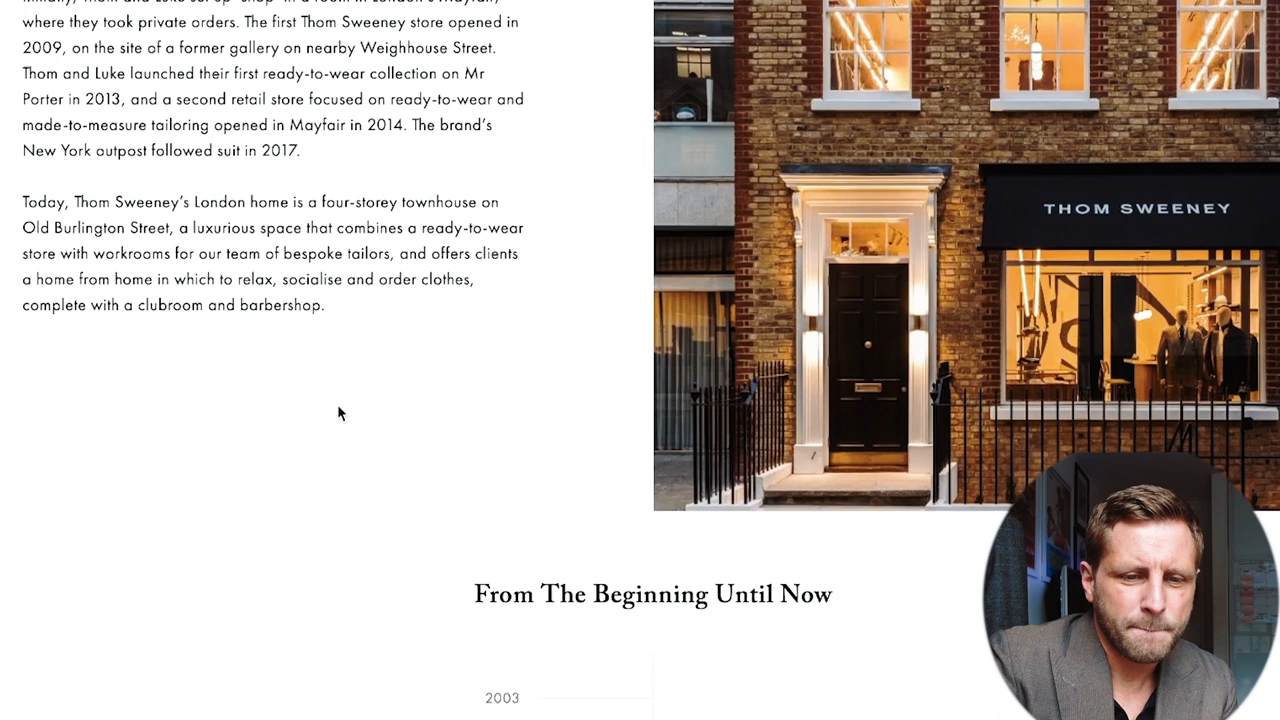 where they took private orders. The first Thom Sweeney store opened in
2009, on the site of a former gallery on nearby Weighhouse Street.
Thom and Luke launched their first ready-to-wear collection on Mr
Porter in 2013, and a second retail store focused on ready-to-wear and
made-to-measure tailoring opened in Mayfair in 2014. The brand’s
New York outpost followed suit in 2017.
Today, Thom Sweeney’s London home is a four-storey townhouse on
Old Burlington Street, a luxurious space that combines a ready-to-wear
store with workrooms for our team of bespoke tailors, and offers clients
a home from home in which to relax, socialise and order clothes,
complete with a clubroom and barbershop.
THOM SWEENEY
From The Beginning Until Now
2003